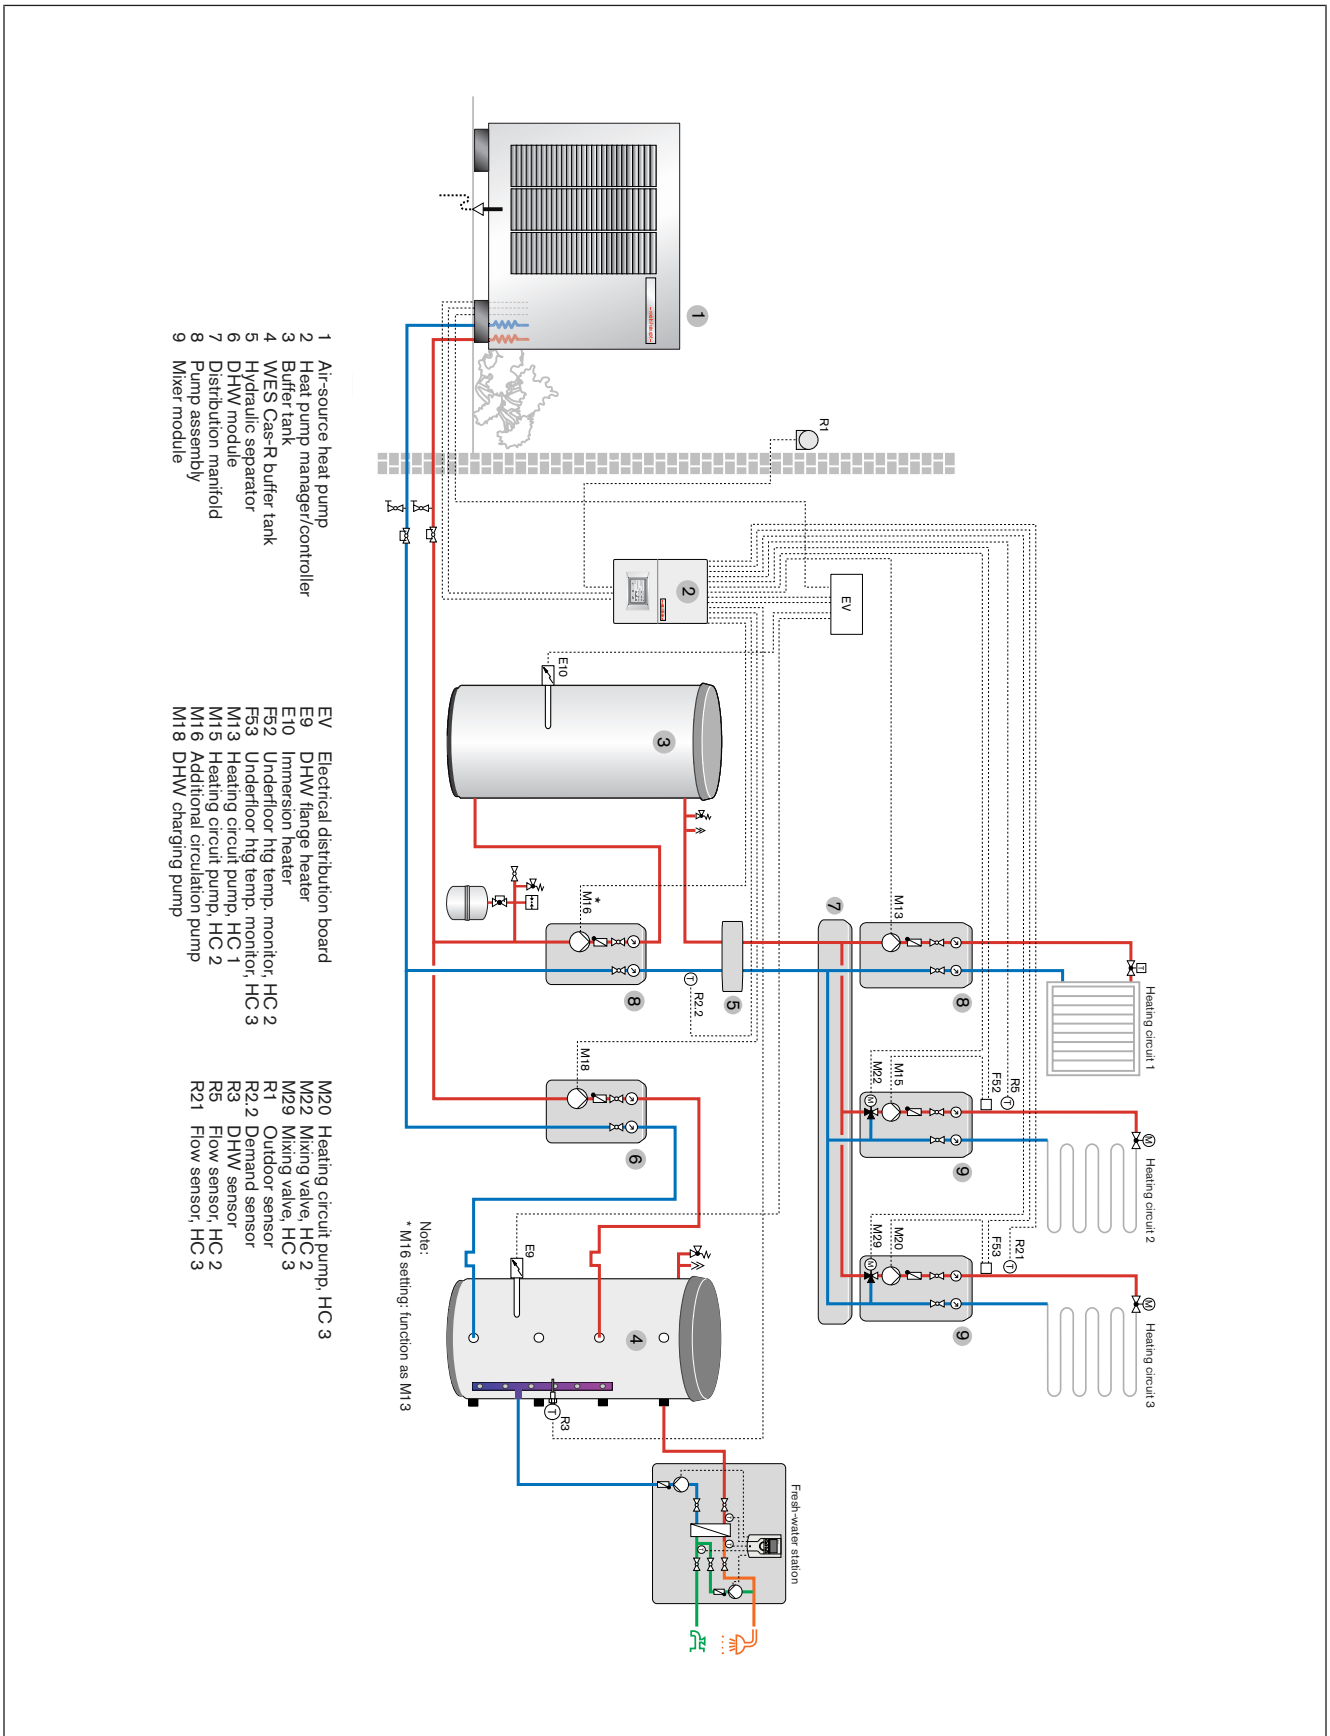 Heating circuit 1
Heating circuit 2
Heating circuit 3
R1
EV
M13
M22
M15
F52
R5
M29
M20
F53
R21
1
2
3
4
5
6
7
8
8
9
9
E10
*
M16
R2.2
M18
E9
R3
T
T
T
T
T
M
M
M
M
Fresh-water station
Note:
* M16 setting: function as M13
1 Air-source heat pump
2 Heat pump manager/controller
3 Buffer tank
4 WES Cas-R buffer tank
5 Hydraulic separator
6 DHW module
7 Distribution manifold
8 Pump assembly
9 Mixer module
EV Electrical distribution board
E9 DHW flange heater
E10 Immersion heater
F52 Underfloor htg temp. monitor, HC 2
F53 Underfloor htg temp. monitor, HC 3
M13 Heating circuit pump, HC 1
M15 Heating circuit pump, HC 2
M16 Additional circulation pump
M18 DHW charging pump
M20 Heating circuit pump, HC 3
M22 Mixing valve, HC 2
M29 Mixing valve, HC 3
R1 Outdoor sensor
R2.2 Demand sensor
R3 DHW sensor
R5 Flow sensor, HC 2
R21 Flow sensor, HC 3